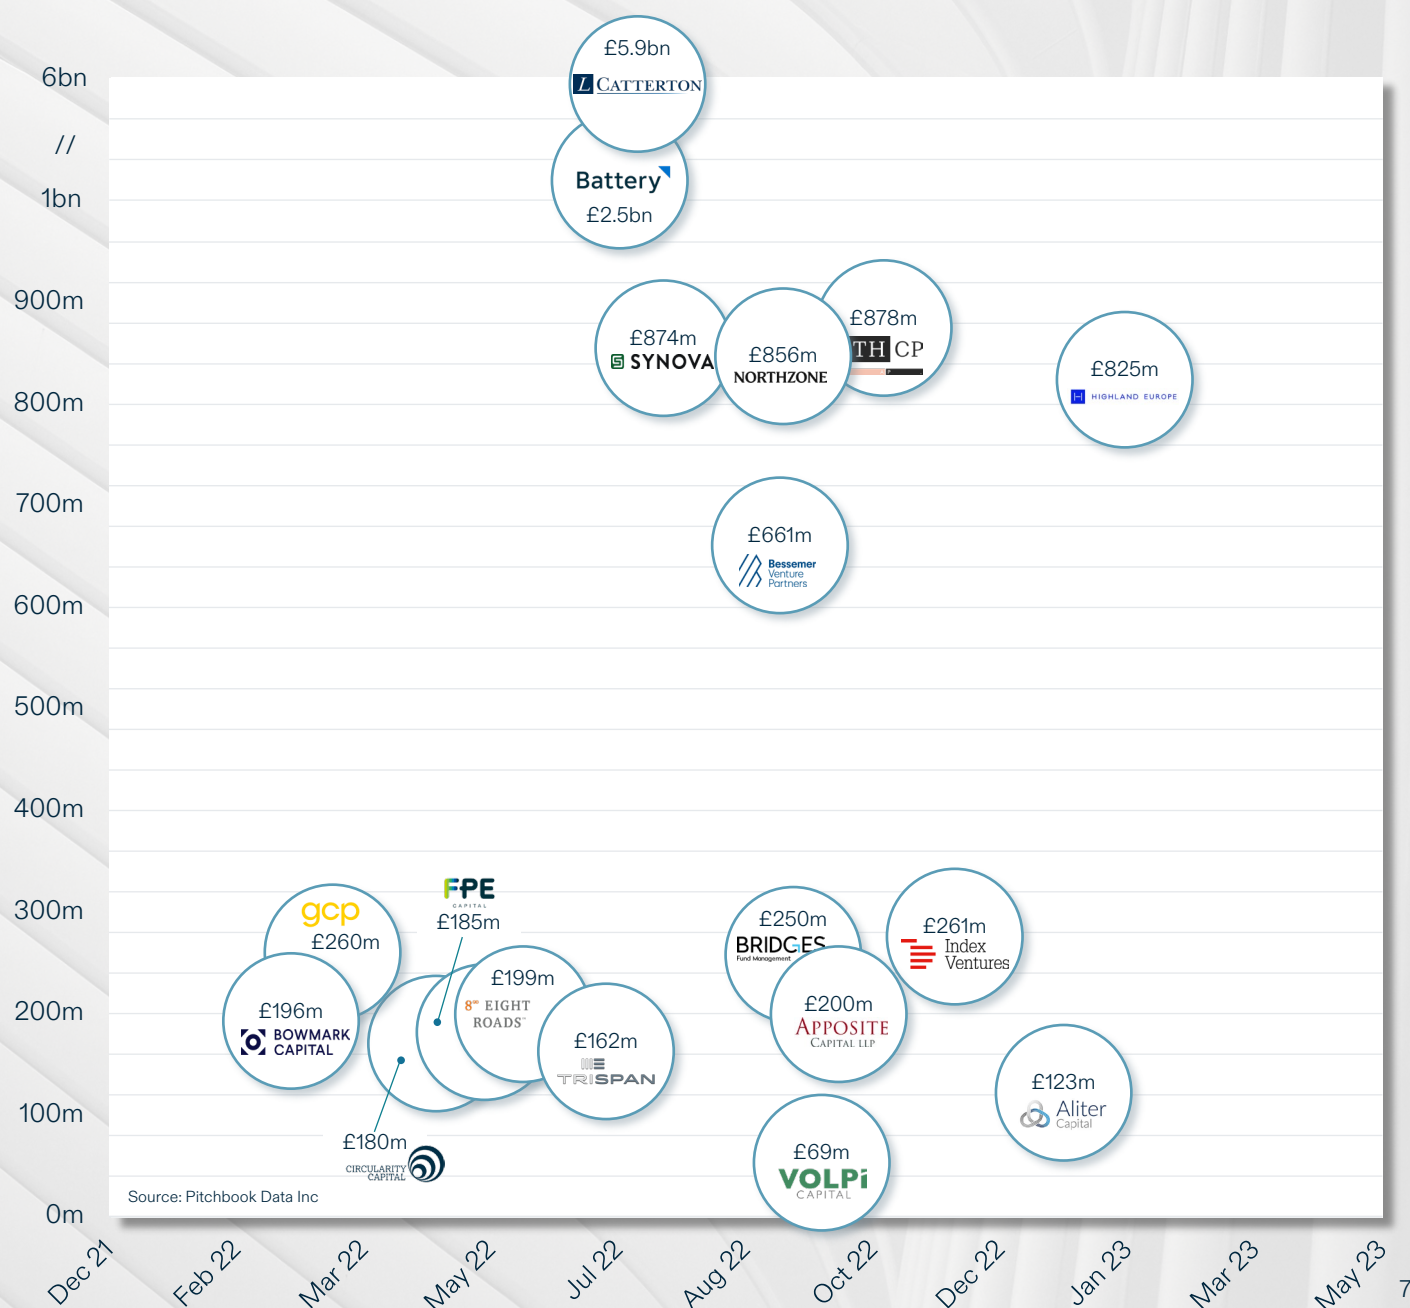 £5.9bn
L CATTERTON
6bn
//
Battery
£2.5bn
1bn
900m
£874m
SYNOVA
£856m
NORTHZONE
£878m
TH CP
£825m
HIGHLAND EUROPE
800m
700m
£661m
Bessemer
Venture
Partners
600m
500m
400m
300m
gcp
£260m
FPE
CAPITAL
£185m
£250m
BRIDGES
Fund Management
£261m
Index
Ventures
£196m
BOWMARK
CAPITAL
£199m
EIGHT
ROADS
£200m
APPOSITE
CAPITAL LLP
200m
£162m
TRISPAN
£123m
Aliter
Capital
100m
£180m
CIRCULARITY
CAPITAL
£69m
VOLPi
CAPITAL
Source: Pitchbook Data Inc
0m
Dec 21
Feb 22
Mar 22
May 22
Jul 22
Aug 22
Oct 22
Dec 22
Jan 23
Mar 23
May 23
7